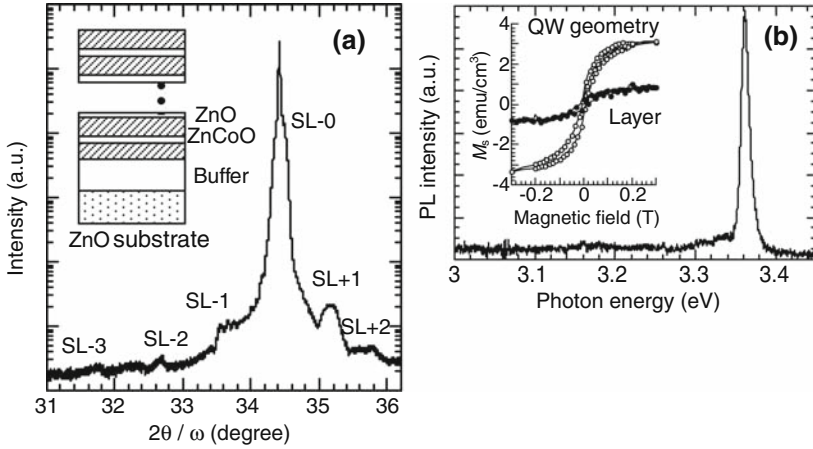 (a)
ZnO
ZnCoO
Buffer
ZnO substrate
SL-0
SL-1
SL+1
SL+2
SL-2
SL-3
Intensity (a.u.)
31 32 33 34 35 36
2θ / ω (degree)
(b)
QW geometry
Layer
4
2
0
-2
-4
Ms (emu/cm³)
-0.2 0 0.2
Magnetic field (T)
PL intensity (a.u.)
3 3.1 3.2 3.3 3.4
Photon energy (eV)